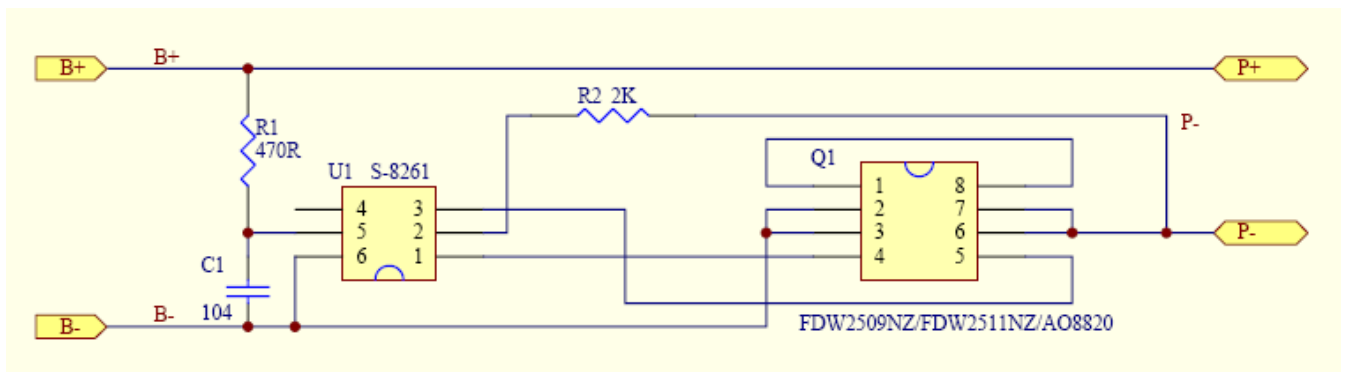 B+ B+ P+
R2 2K
R1
470R
P-
Q1
U1 S-8261
1 8
4 3 2 7
5 2 3 6 P-
6 1 4 5
C1
104
B- B-
FDW2509NZ/FDW2511NZ/AO8820